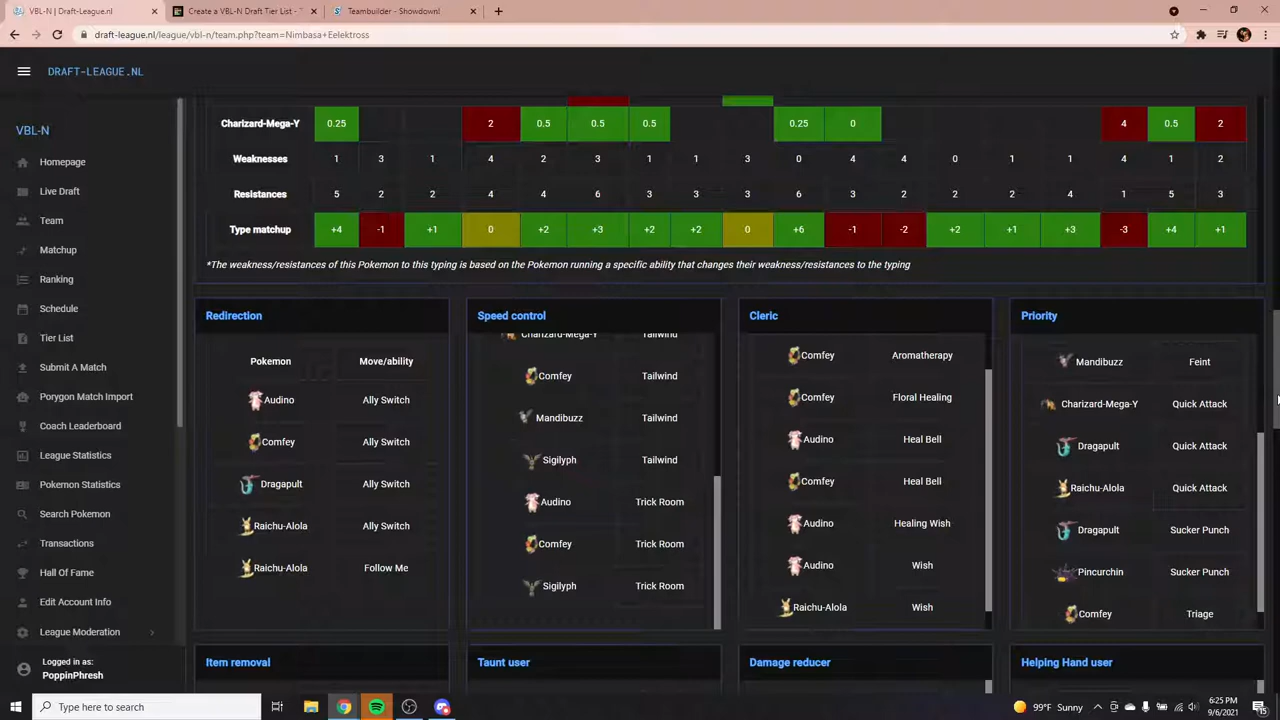 VBL-N | Draft-League.nl
Create a VBL-N Draft Tier List -
Teambuilder - Showdown!
draft-league.nl/league/vbl-n/team.php?team=Nimbasa+Eelektross
DRAFT-LEAGUE.NL
VBL-N
Homepage
Live Draft
Team
Matchup
Ranking
Schedule
Tier List
Submit A Match
Porygon Match Import
Coach Leaderboard
League Statistics
Pokemon Statistics
Search Pokemon
Transactions
Hall Of Fame
Edit Account Info
League Moderation
Logged in as:
PoppinPhresh
Charizard-Mega-Y 0.25 2 0.5 0.5 0.5 0.25 0 4 0.5 2
Weaknesses 1 3 1 4 2 3 1 1 3 0 4 4 0 1 1 4 1 2
Resistances 5 2 2 4 4 6 3 3 3 6 3 2 2 2 4 1 5 3
Type matchup +4 -1 +1 0 +2 +3 +2 +2 0 +6 -1 -2 +2 +1 +3 -3 +4 +1
*The weakness/resistances of this Pokemon to this typing is based on the Pokemon running a specific ability that changes their weakness/resistances to the typing
Redirection
Pokemon Move/ability
Audino Ally Switch
Comfey Ally Switch
Dragapult Ally Switch
Raichu-Alola Ally Switch
Raichu-Alola Follow Me
Speed control
Charizard-Mega-Y Tailwind
Comfey Tailwind
Mandibuzz Tailwind
Sigilyph Tailwind
Audino Trick Room
Comfey Trick Room
Sigilyph Trick Room
Cleric
Comfey Aromatherapy
Comfey Floral Healing
Audino Heal Bell
Comfey Heal Bell
Audino Healing Wish
Audino Wish
Raichu-Alola Wish
Priority
Mandibuzz Feint
Charizard-Mega-Y Quick Attack
Dragapult Quick Attack
Raichu-Alola Quick Attack
Dragapult Sucker Punch
Pincurchin Sucker Punch
Comfey Triage
Item removal
Taunt user
Damage reducer
Helping Hand user
Type here to search
99°F Sunny
6:25 PM
9/6/2021
15